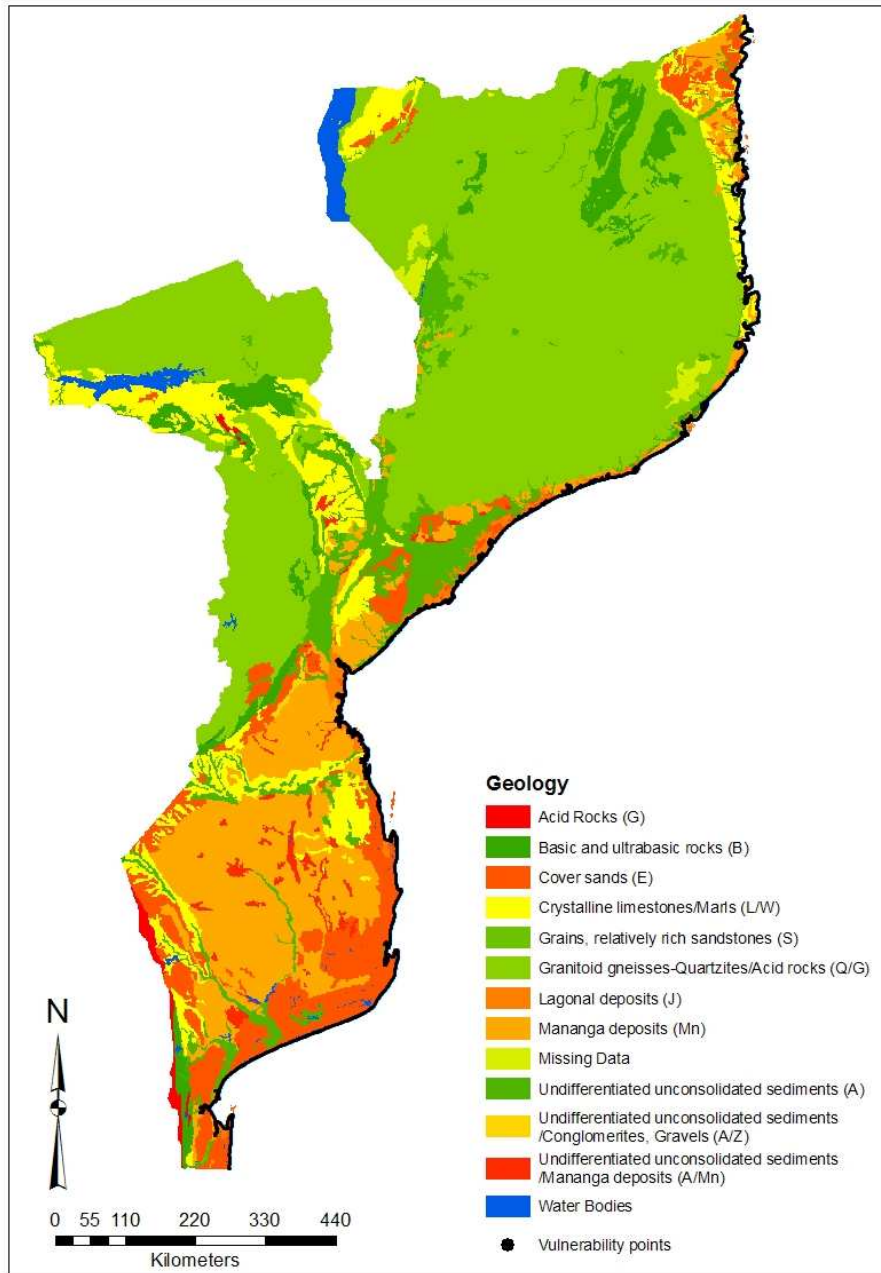 Geology
Acid Rocks (G)
Basic and ultrabasic rocks (B)
Cover sands (E)
Crystalline limestones/Marls (L/W)
Grains, relatively rich sandstones (S)
Granitoid gneisses-Quartzites/Acid rocks (Q/G)
Lagonal deposits (J)
Mananga deposits (Mn)
Missing Data
Undifferentiated unconsolidated sediments (A)
Undifferentiated unconsolidated sediments
/Conglomerites, Gravels (A/Z)
Undifferentiated unconsolidated sediments
/Mananga deposits (A/Mn)
Water Bodies
Vulnerability points
N
0 55 110 220 330 440
Kilometers